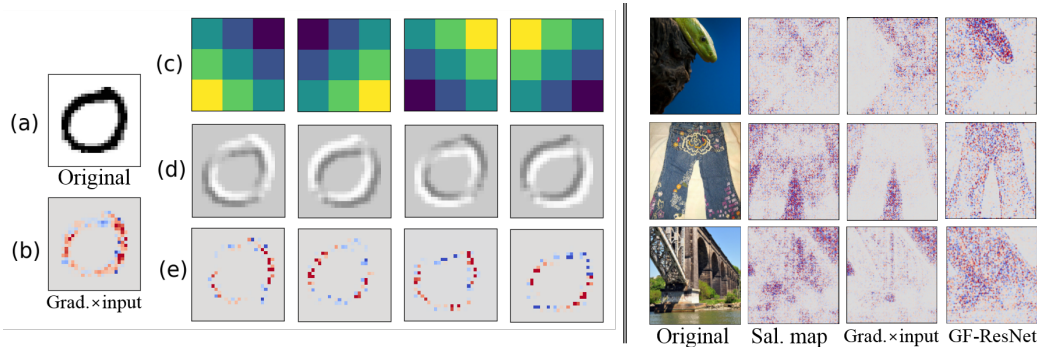 (a)
Original
(b)
Grad.×input
(c)
(d)
(e)
Original Sal. map Grad.×input GF-ResNet